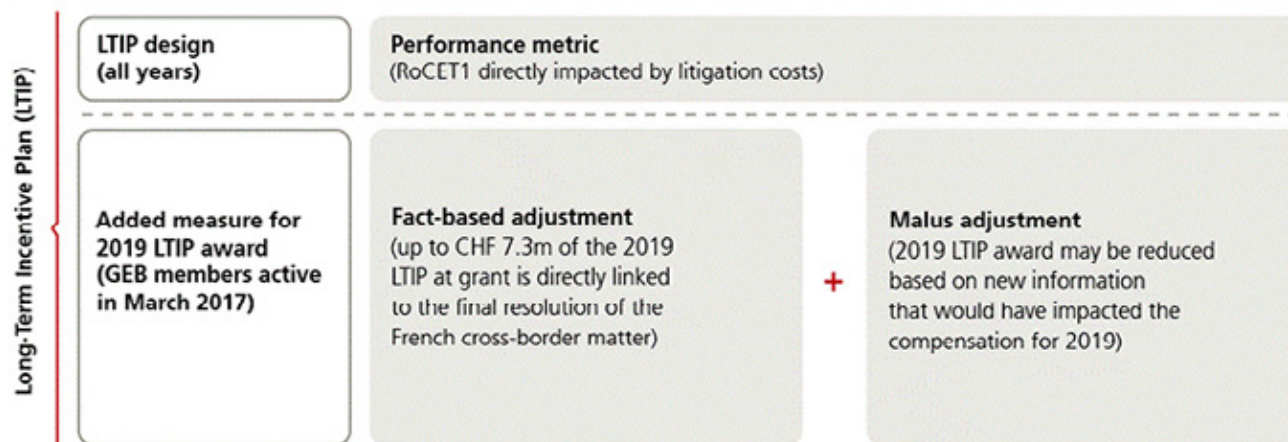 Long-Term Incentive Plan (LTIP)
LTIP design
(all years)
Performance metric
(RoCET1 directly impacted by litigation costs)
Added measure for
2019 LTIP award
(GEB members active
in March 2017)
Fact-based adjustment
(up to CHF 7.3m of the 2019
LTIP at grant is directly linked
to the final resolution of the
French cross-border matter)
+
Malus adjustment
(2019 LTIP award may be reduced
based on new information
that would have impacted the
compensation for 2019)